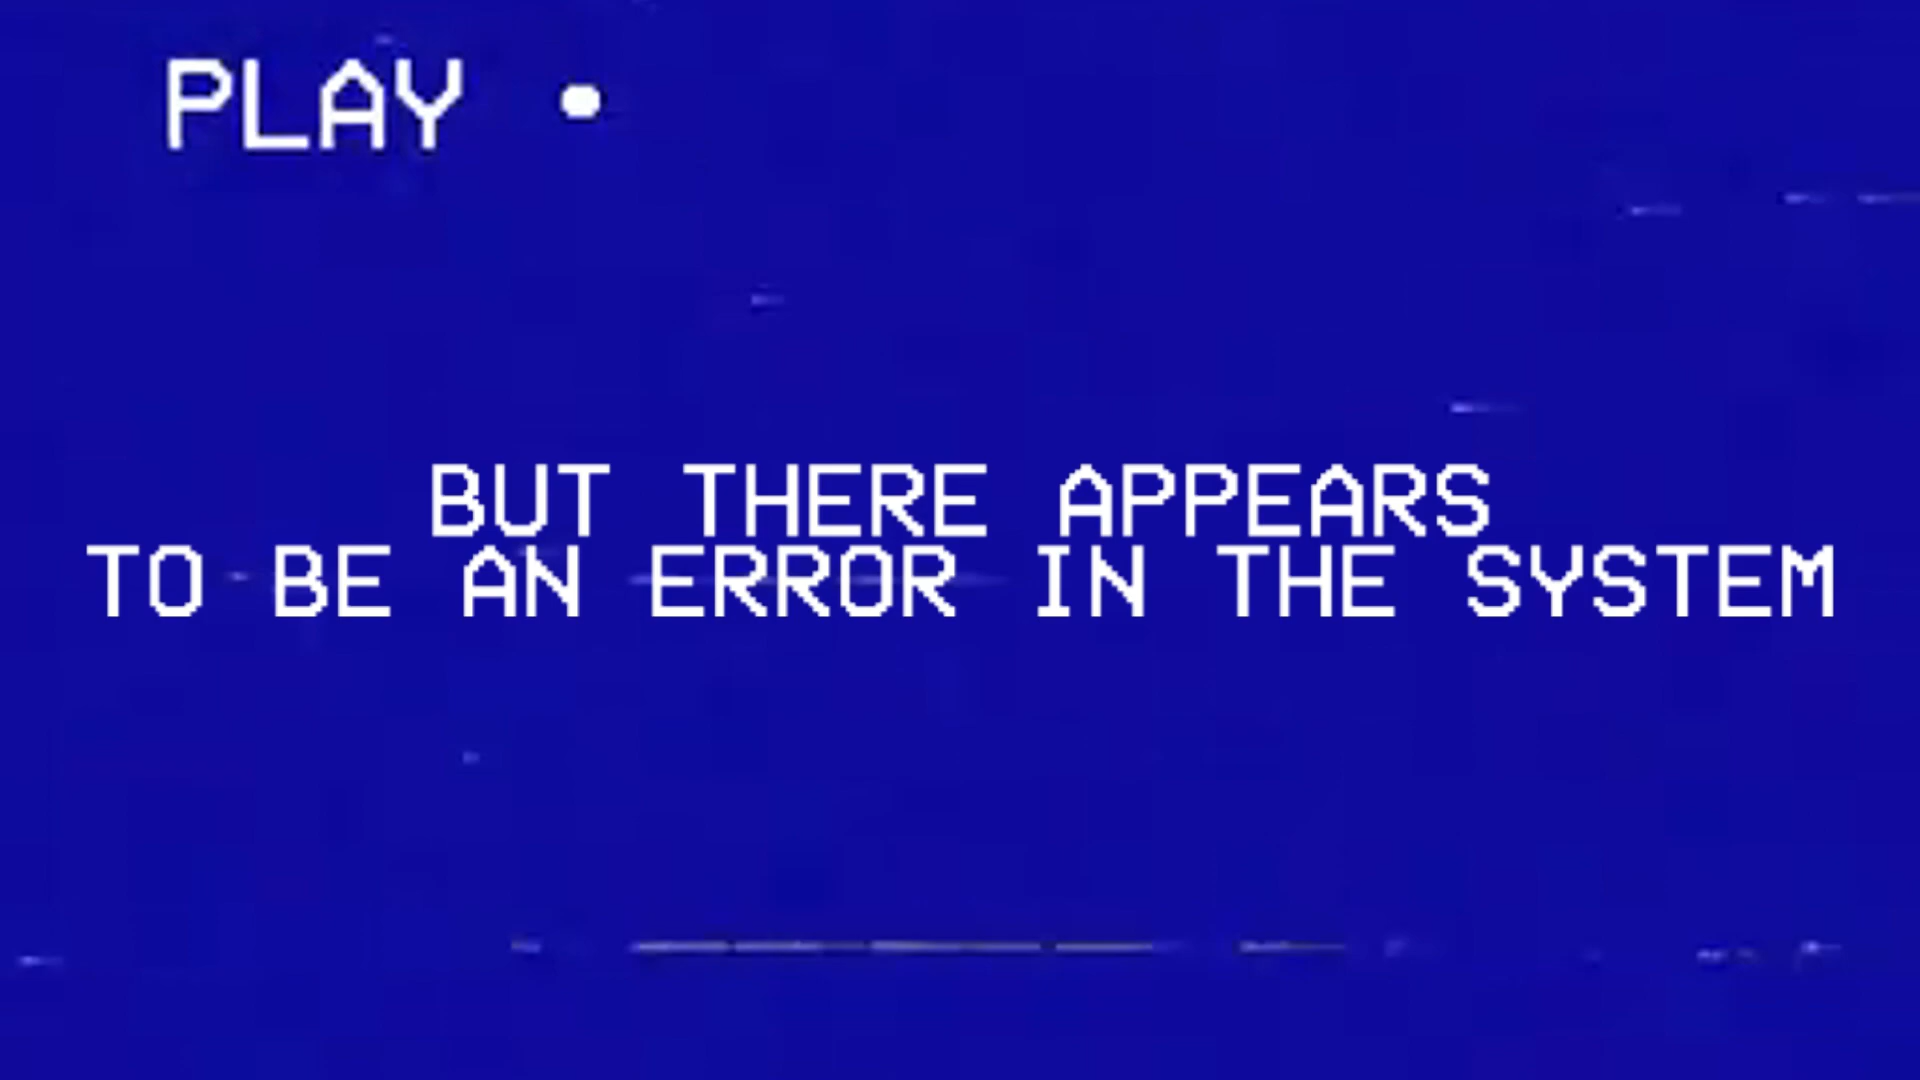 PLAY •
BUT THERE APPEARS
TO BE AN ERROR IN THE SYSTEM